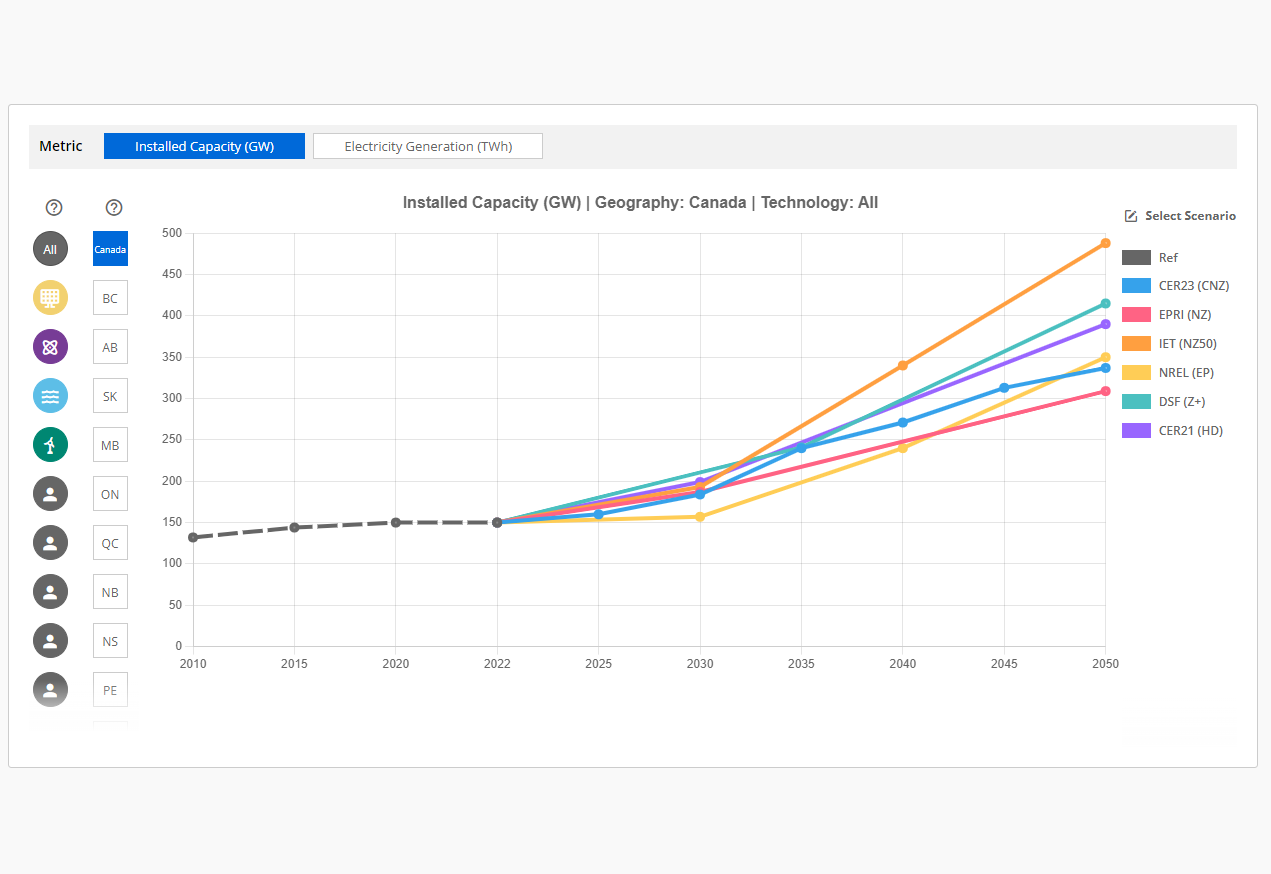 Metric
Installed Capacity (GW)
Electricity Generation (TWh)
Installed Capacity (GW) | Geography: Canada | Technology: All
All
Canada
BC
AB
SK
MB
ON
QC
NB
NS
PE
500
450
400
350
300
250
200
150
100
50
0
2010
2015
2020
2022
2025
2030
2035
2040
2045
2050
Select Scenario
Ref
CER23 (CNZ)
EPRI (NZ)
IET (NZ50)
NREL (EP)
DSF (Z+)
CER21 (HD)